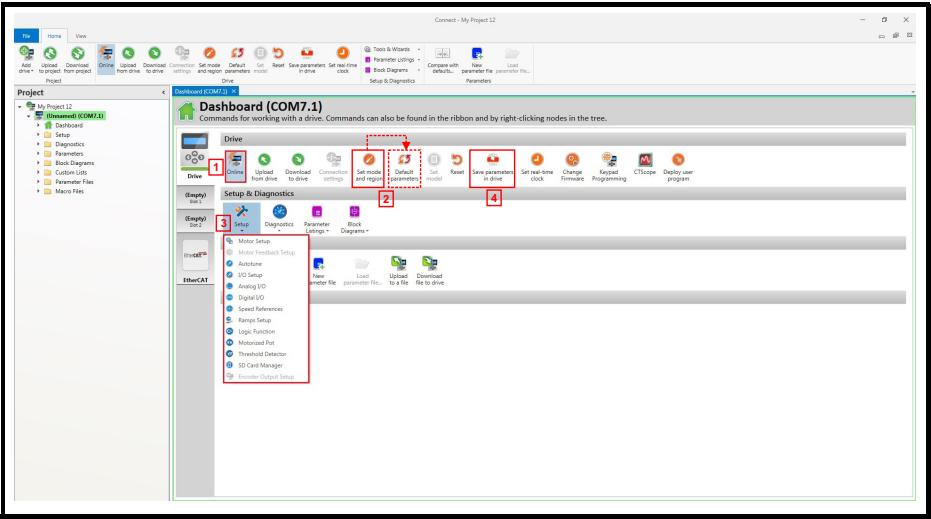 Connect - My Project 12
File Home View
Add drive Upload to project Download from project Online Upload from drive Download to drive Connection settings Set mode and region Default parameters Set model Reset Save parameters in drive Set real-time clock Tools & Wizards Parameter Listings Block Diagrams Compare with defaults... New parameter file Load parameter file...
Project Drive Setup & Diagnostics Parameters
Project
My Project 12
(Unnamed) (COM7.1)
Dashboard
Setup
Diagnostics
Parameters
Block Diagrams
Custom Lists
Parameter Files
Macro Files
Dashboard (COM7.1)
Dashboard (COM7.1)
Commands for working with a drive. Commands can also be found in the ribbon and by right-clicking nodes in the tree.
Drive
(Empty)
Slot 1
(Empty)
Slot 2
EtherCAT
EtherCAT
Drive
1
Online
Upload from drive
Download to drive
Connection settings
Set mode and region
Default parameters
Set model
Reset
Save parameters in drive
Set real-time clock
Change Firmware
Keypad Programming
CTScope
Deploy user program
2
4
Setup & Diagnostics
3
Setup
Diagnostics
Parameter Listings
Block Diagrams
Motor Setup
Motor Feedback Setup
Autotune
I/O Setup
Analog I/O
Digital I/O
Speed References
Ramps Setup
Logic Function
Motorized Pot
Threshold Detector
SD Card Manager
Encoder Output Setup
New
ameter file
Load parameter file...
Upload to a file
Download file to drive